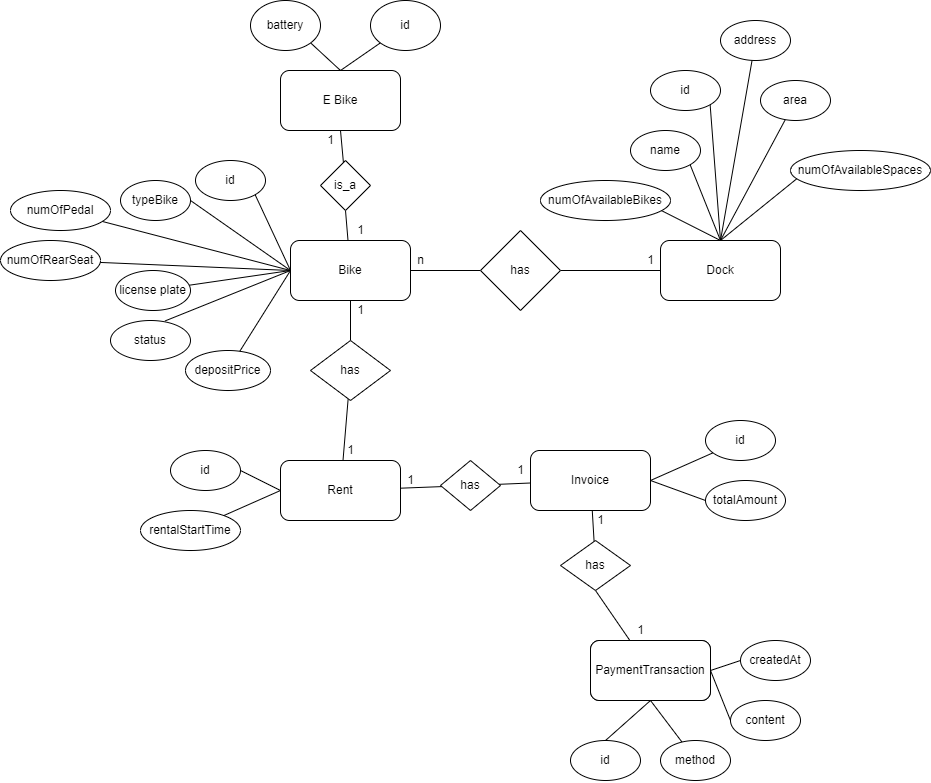 battery
id
address
E Bike
id
area
1
name
numOfAvailableSpaces
is_a
id
typeBike
numOfAvailableBikes
numOfPedal
1
numOfRearSeat
Bike
n
has
1
Dock
license plate
1
status
depositPrice
has
id
1
id
Rent
1
has
1
Invoice
totalAmount
rentalStartTime
1
has
1
PaymentTransaction
createdAt
content
id
method